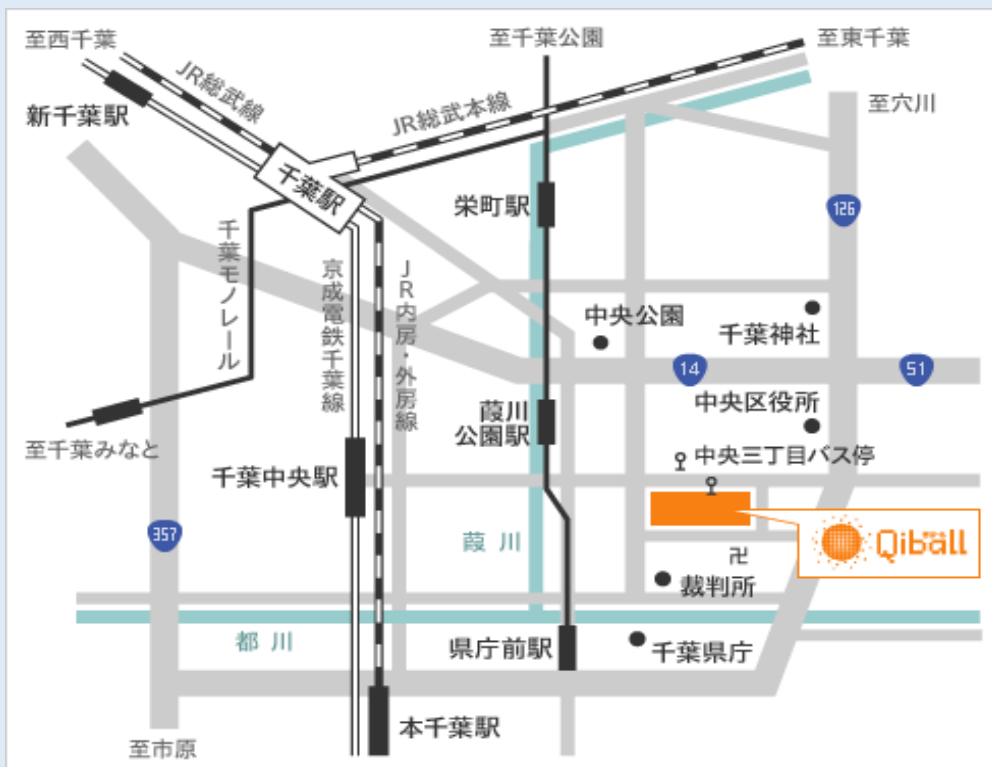 至西千葉
至千葉公園
至東千葉
JR総武線
JR総武本線
新千葉駅
至穴川
千葉駅
栄町駅
126
千葉モノレール
京成電鉄千葉線
JR内房・外房線
中央公園
千葉神社
14
51
葭川
公園駅
中央区役所
至千葉みなと
千葉中央駅
中央三丁目バス停
357
葭川
Qiball
裁判所
都川
県庁前駅
千葉県庁
本千葉駅
至市原